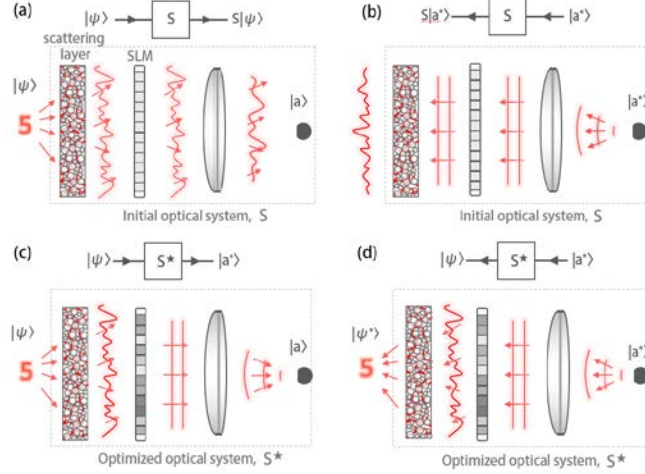 (a)
|ψ⟩ S S|ψ⟩
scattering layer
SLM
|ψ⟩
5
|a⟩
Initial optical system, S
(b)
S|a*⟩ S |a*⟩
|a*⟩
Initial optical system, S
(c)
|ψ⟩ S★ |a*⟩
|ψ⟩
5
|a⟩
Optimized optical system, S★
(d)
|ψ⟩ S★ |a*⟩
|ψ*⟩
5
|a*⟩
Optimized optical system, S★